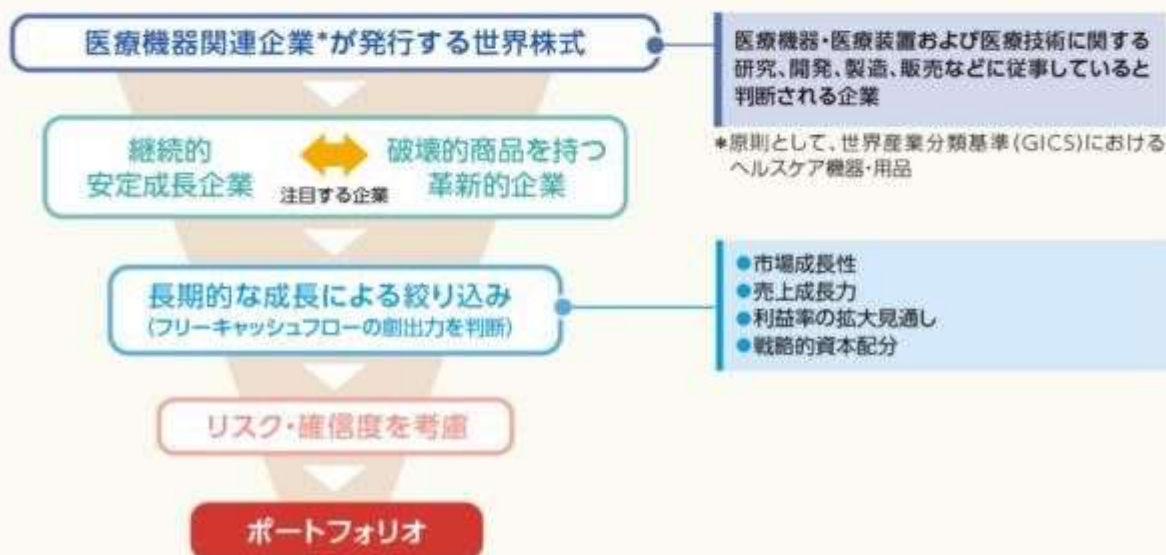 医療機器関連企業*が発行する世界株式
医療機器・医療装置および医療技術に関する
研究、開発、製造、販売などに従事していると
判断される企業
*原則として、世界産業分類基準(GICS)における
ヘルスケア機器・用品
継続的
安定成長企業
注目する企業
破壊的商品を持つ
革新的企業
長期的な成長による絞り込み
(フリーキャッシュフローの創出力を判断)
●市場成長性
●売上成長力
●利益率の拡大見通し
●戦略的資本配分
リスク・確信度を考慮
ポートフォリオ